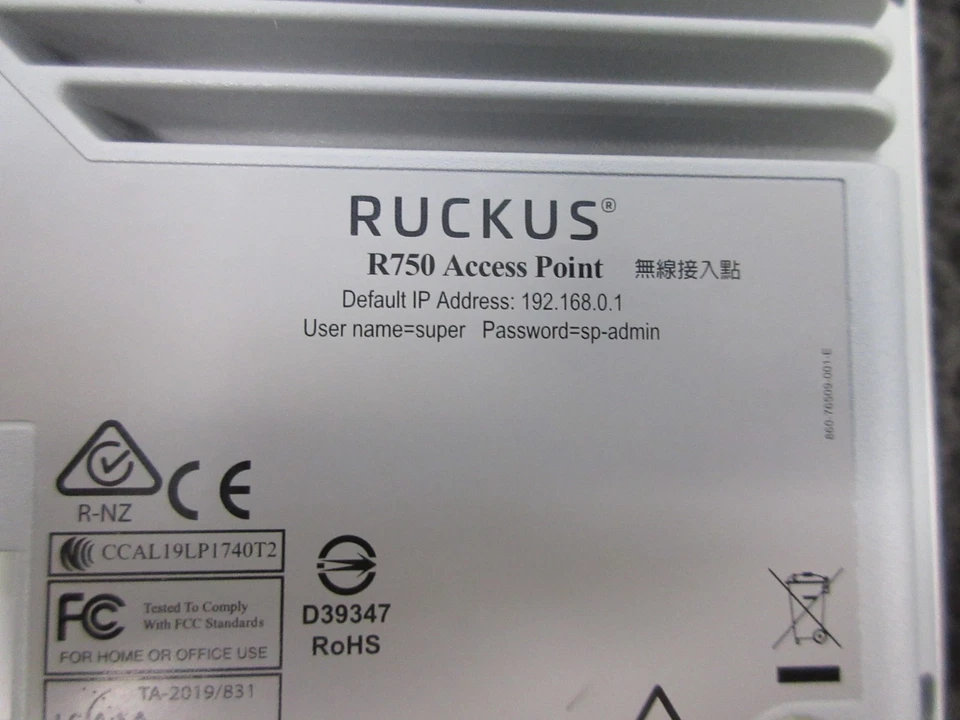 RUCKUS®
R750 Access Point 無線接入點
Default IP Address: 192.168.0.1
User name=super Password=sp-admin
860-76509-001-E
R-NZ
CE
CCAL19LP1740T2
FC Tested To Comply
With FCC Standards
FOR HOME OR OFFICE USE
D39347
RoHS
TA-2019/831